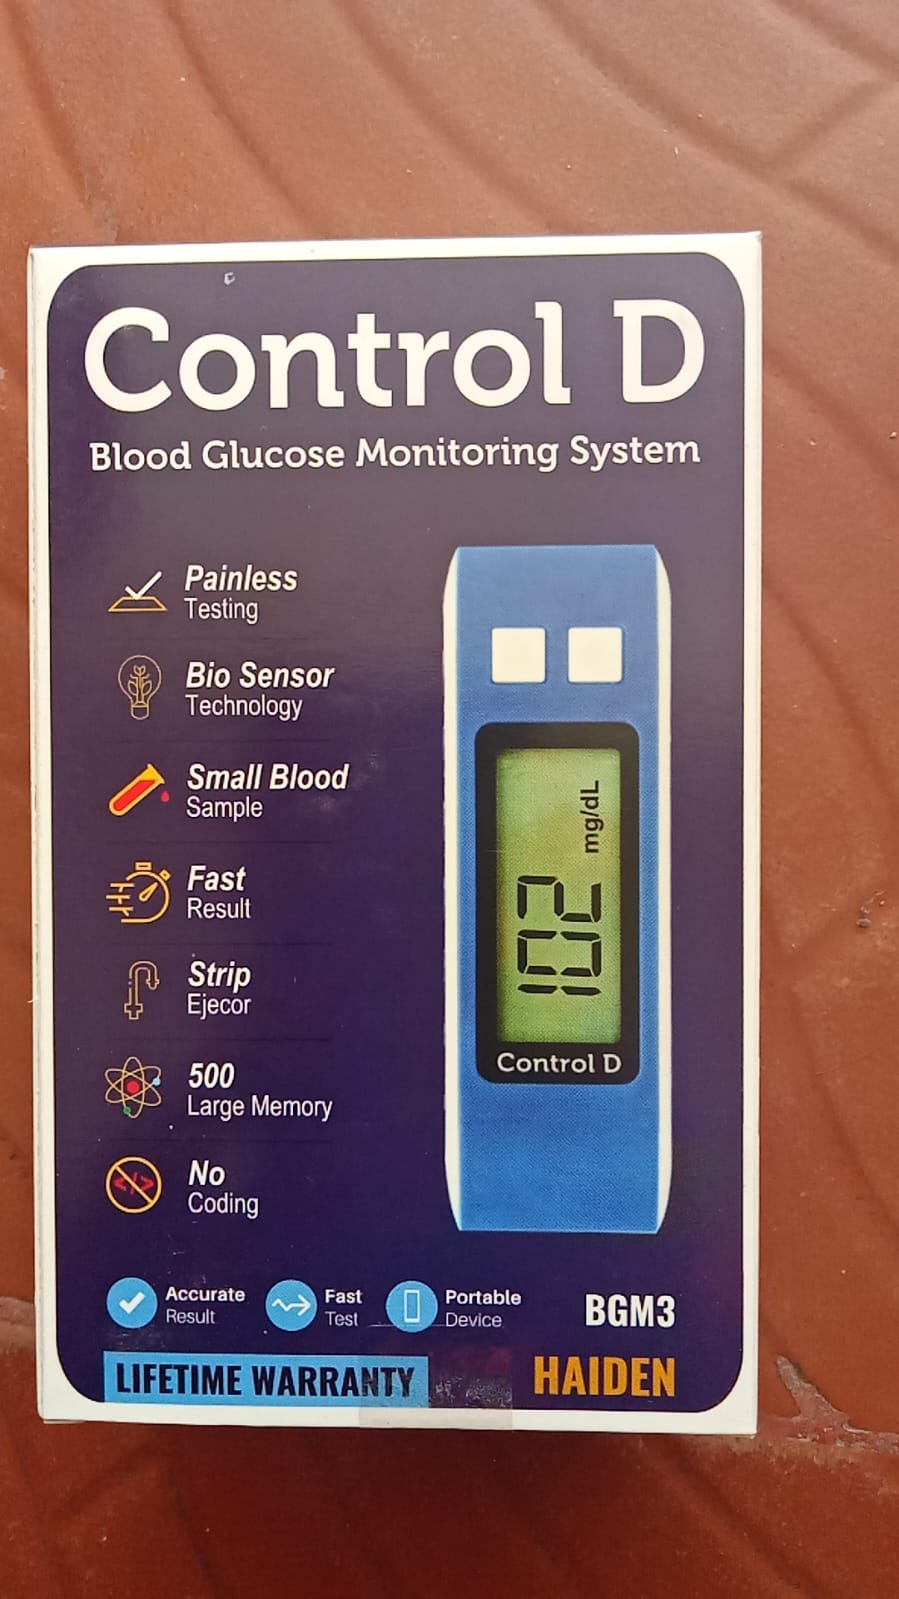 Control D
Blood Glucose Monitoring System
Painless
Testing
Bio Sensor
Technology
Small Blood
Sample
Fast
Result
Strip
Ejecor
500
Large Memory
No
Coding
102 mg/dL
Control D
Accurate
Result
Fast
Test
Portable
Device
BGM3
LIFETIME WARRANTY
HAIDEN